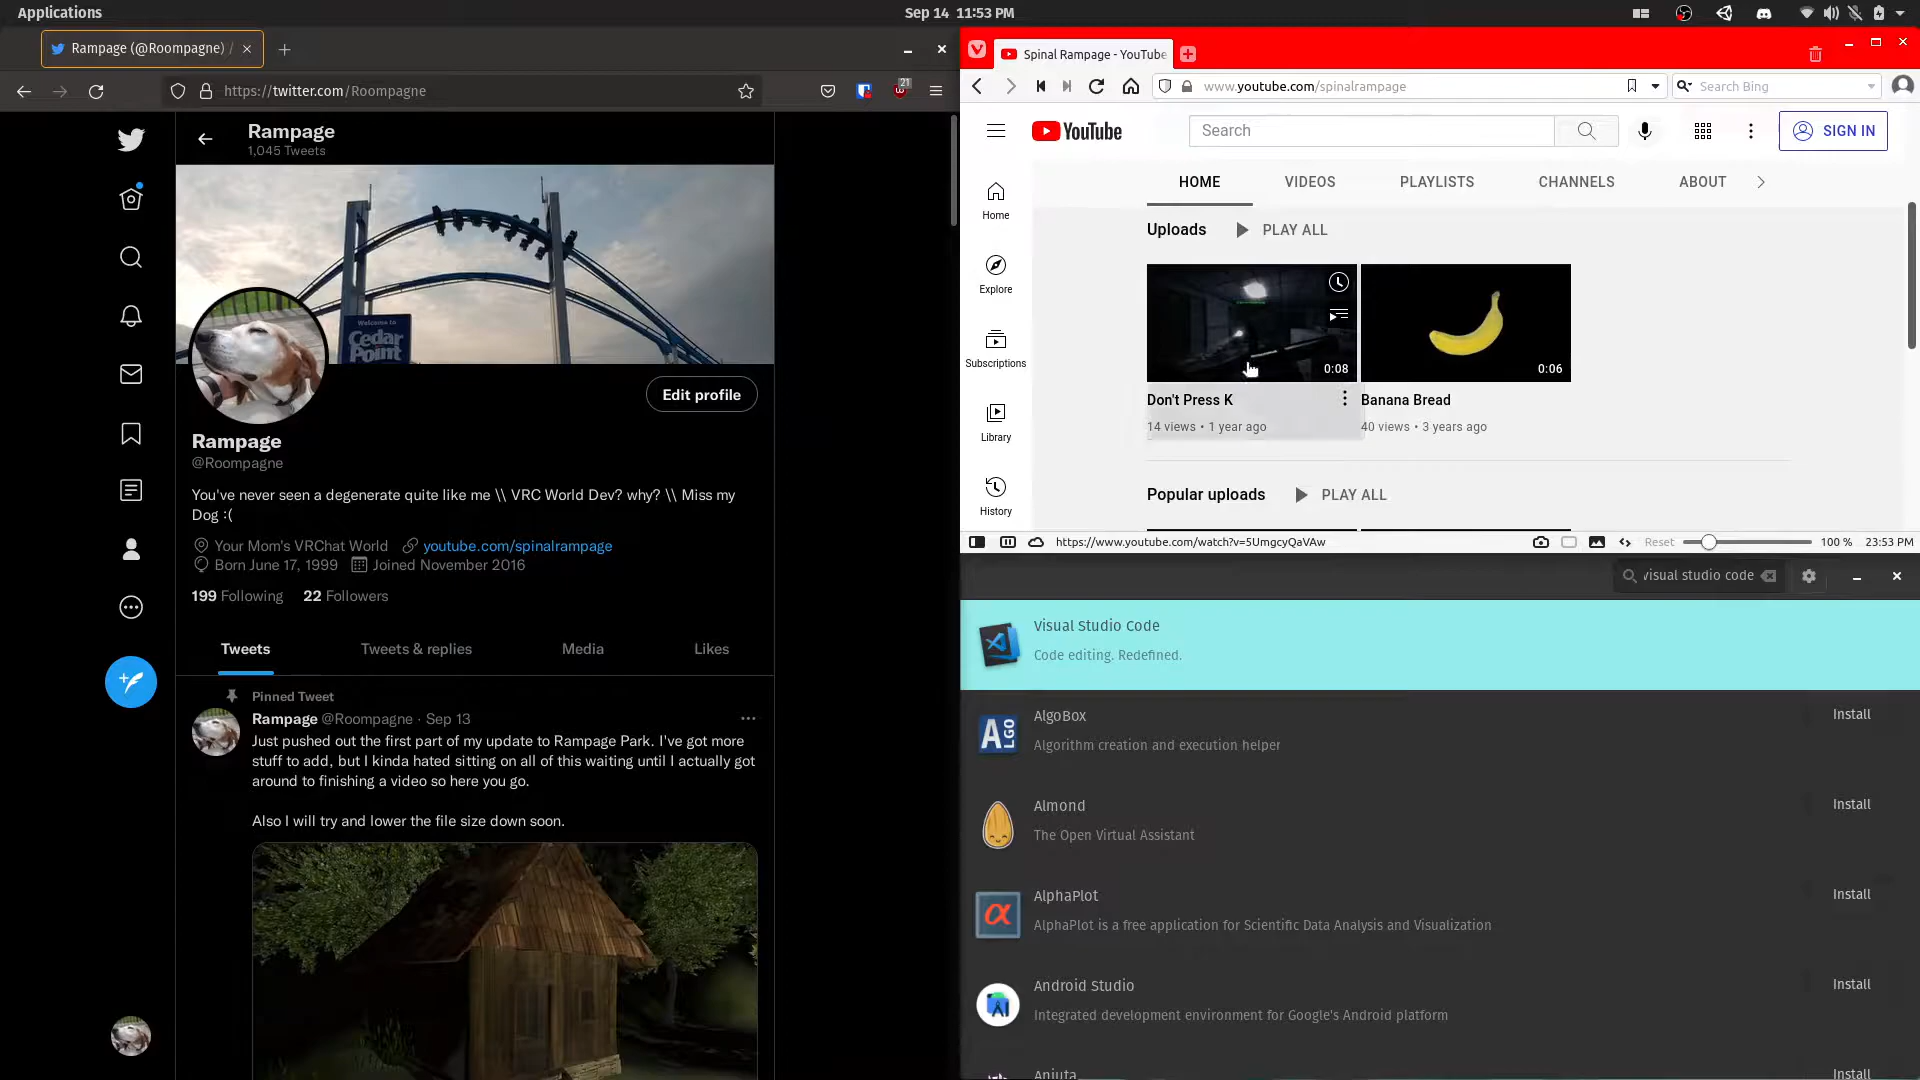 Applications
Sep 14 11:53 PM
Rampage (@Roompagne) /
https://twitter.com/Roompagne
21
Rampage
1,045 Tweets
Welcome to
Cedar
Point
Edit profile
Rampage
@Roompagne
You've never seen a degenerate quite like me \\ VRC World Dev? why? \\ Miss my
Dog :(
Your Mom's VRChat World youtube.com/spinalrampage
Born June 17, 1999 Joined November 2016
199 Following 22 Followers
Tweets Tweets & replies Media Likes
Pinned Tweet
Rampage @Roompagne · Sep 13
Just pushed out the first part of my update to Rampage Park. I've got more
stuff to add, but I kinda hated sitting on all of this waiting until I actually got
around to finishing a video so here you go.
Also I will try and lower the file size down soon.
Spinal Rampage - YouTube
www.youtube.com/spinalrampage
Search Bing
YouTube
Search
SIGN IN
Home
Explore
Subscriptions
Library
History
HOME VIDEOS PLAYLISTS CHANNELS ABOUT
Uploads PLAY ALL
0:08
0:06
Don't Press K
14 views • 1 year ago
Banana Bread
40 views • 3 years ago
Popular uploads PLAY ALL
https://www.youtube.com/watch?v=5UmgcyQaVAw
Reset
100 % 23:53 PM
visual studio code
Visual Studio Code
Code editing. Redefined.
AlgoBox
Algorithm creation and execution helper
Install
ALGO
Almond
The Open Virtual Assistant
Install
AlphaPlot
AlphaPlot is a free application for Scientific Data Analysis and Visualization
Install
α
Android Studio
Integrated development environment for Google's Android platform
Install
Anjuta
Install